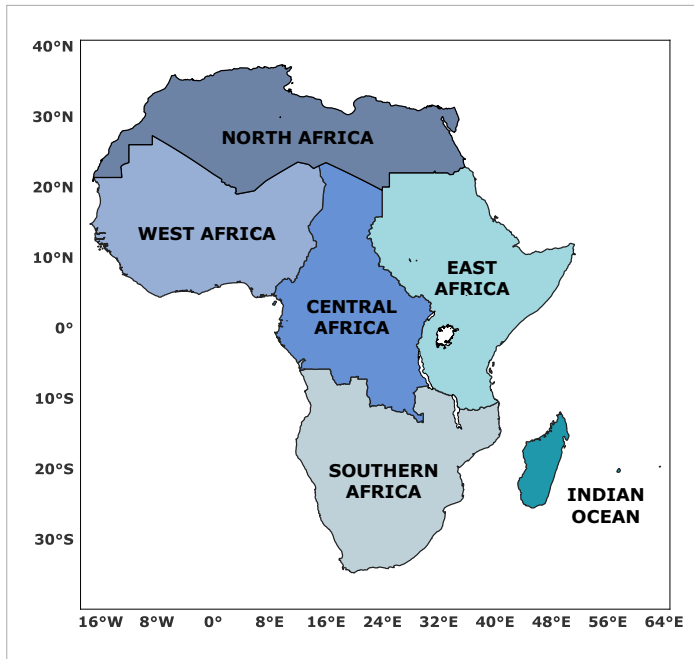 40°N
30°N
20°N
10°N
0°
10°S
20°S
30°S
NORTH AFRICA
WEST AFRICA
EAST
AFRICA
CENTRAL
AFRICA
SOUTHERN
AFRICA
INDIAN
OCEAN
16°W 8°W 0° 8°E 16°E 24°E 32°E 40°E 48°E 56°E 64°E